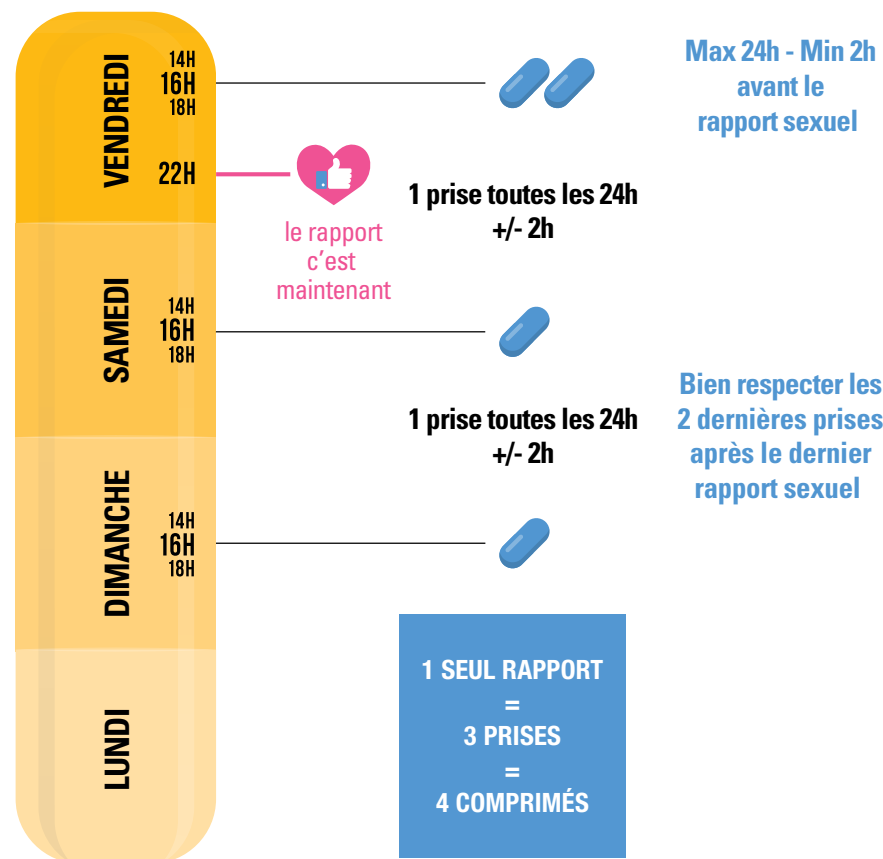 VENDREDI
14H
16H
18H
Max 24h - Min 2h
avant le
rapport sexuel
22H
le rapport
c’est
maintenant
1 prise toutes les 24h
+/- 2h
SAMEDI
14H
16H
18H
1 prise toutes les 24h
+/- 2h
Bien respecter les
2 dernières prises
après le dernier
rapport sexuel
DIMANCHE
14H
16H
18H
LUNDI
1 SEUL RAPPORT
=
3 PRISES
=
4 COMPRIMÉS